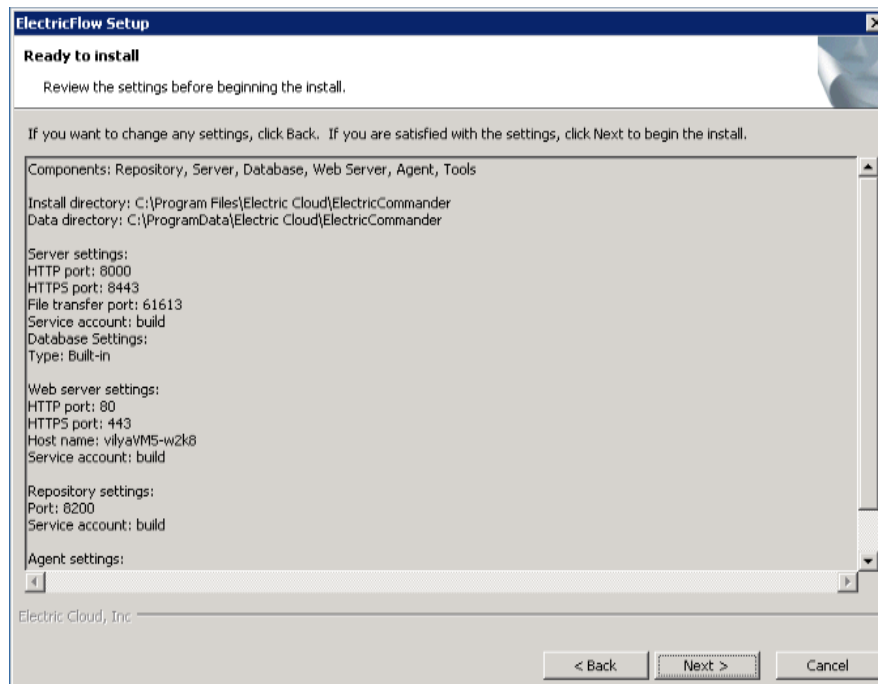 ElectricFlow Setup
Ready to install
Review the settings before beginning the install.
If you want to change any settings, click Back. If you are satisfied with the settings, click Next to begin the install.
Components: Repository, Server, Database, Web Server, Agent, Tools
Install directory: C:\Program Files\Electric Cloud\ElectricCommander
Data directory: C:\ProgramData\Electric Cloud\ElectricCommander
Server settings:
HTTP port: 8000
HTTPS port: 8443
File transfer port: 61613
Service account: build
Database Settings:
Type: Built-in
Web server settings:
HTTP port: 80
HTTPS port: 443
Host name: vilyaVM5-w2k8
Service account: build
Repository settings:
Port: 8200
Service account: build
Agent settings:
Electric Cloud, Inc
< Back Next > Cancel